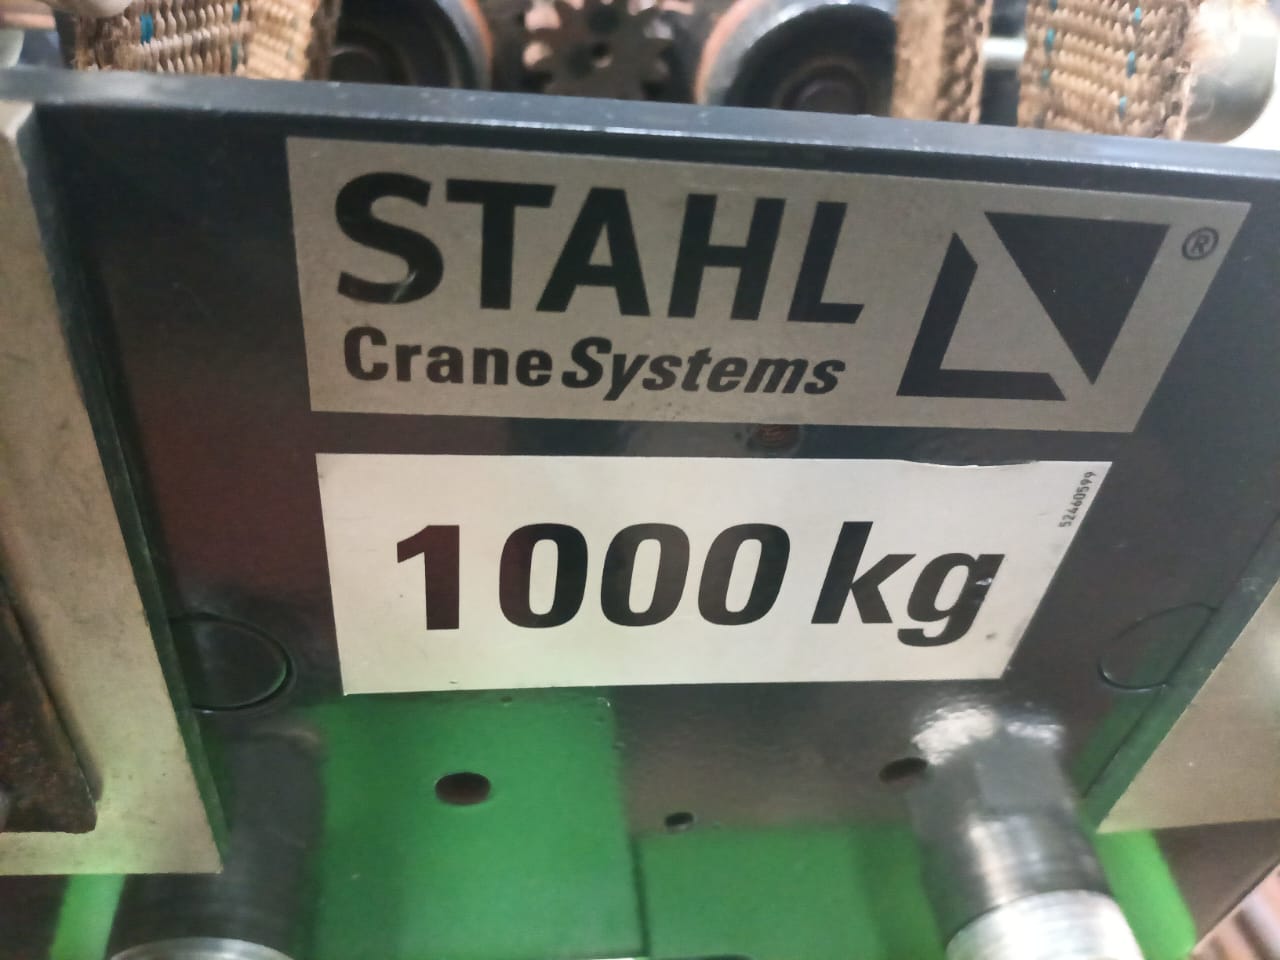 STAHL ®
CraneSystems
1000 kg
52460599